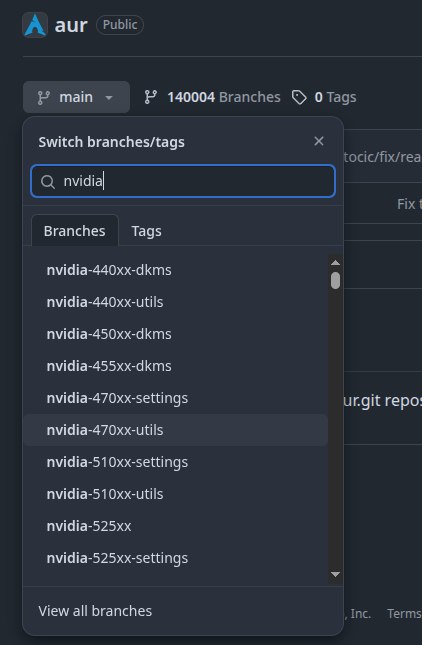 aur Public
main 140004 Branches 0 Tags
Switch branches/tags
tocic/fix/rea
nvidia
Fix t
Branches Tags
nvidia-440xx-dkms
nvidia-440xx-utils
nvidia-450xx-dkms
nvidia-455xx-dkms
nvidia-470xx-settings
ur.git repos
nvidia-470xx-utils
nvidia-510xx-settings
nvidia-510xx-utils
nvidia-525xx
nvidia-525xx-settings
View all branches
, Inc. Terms